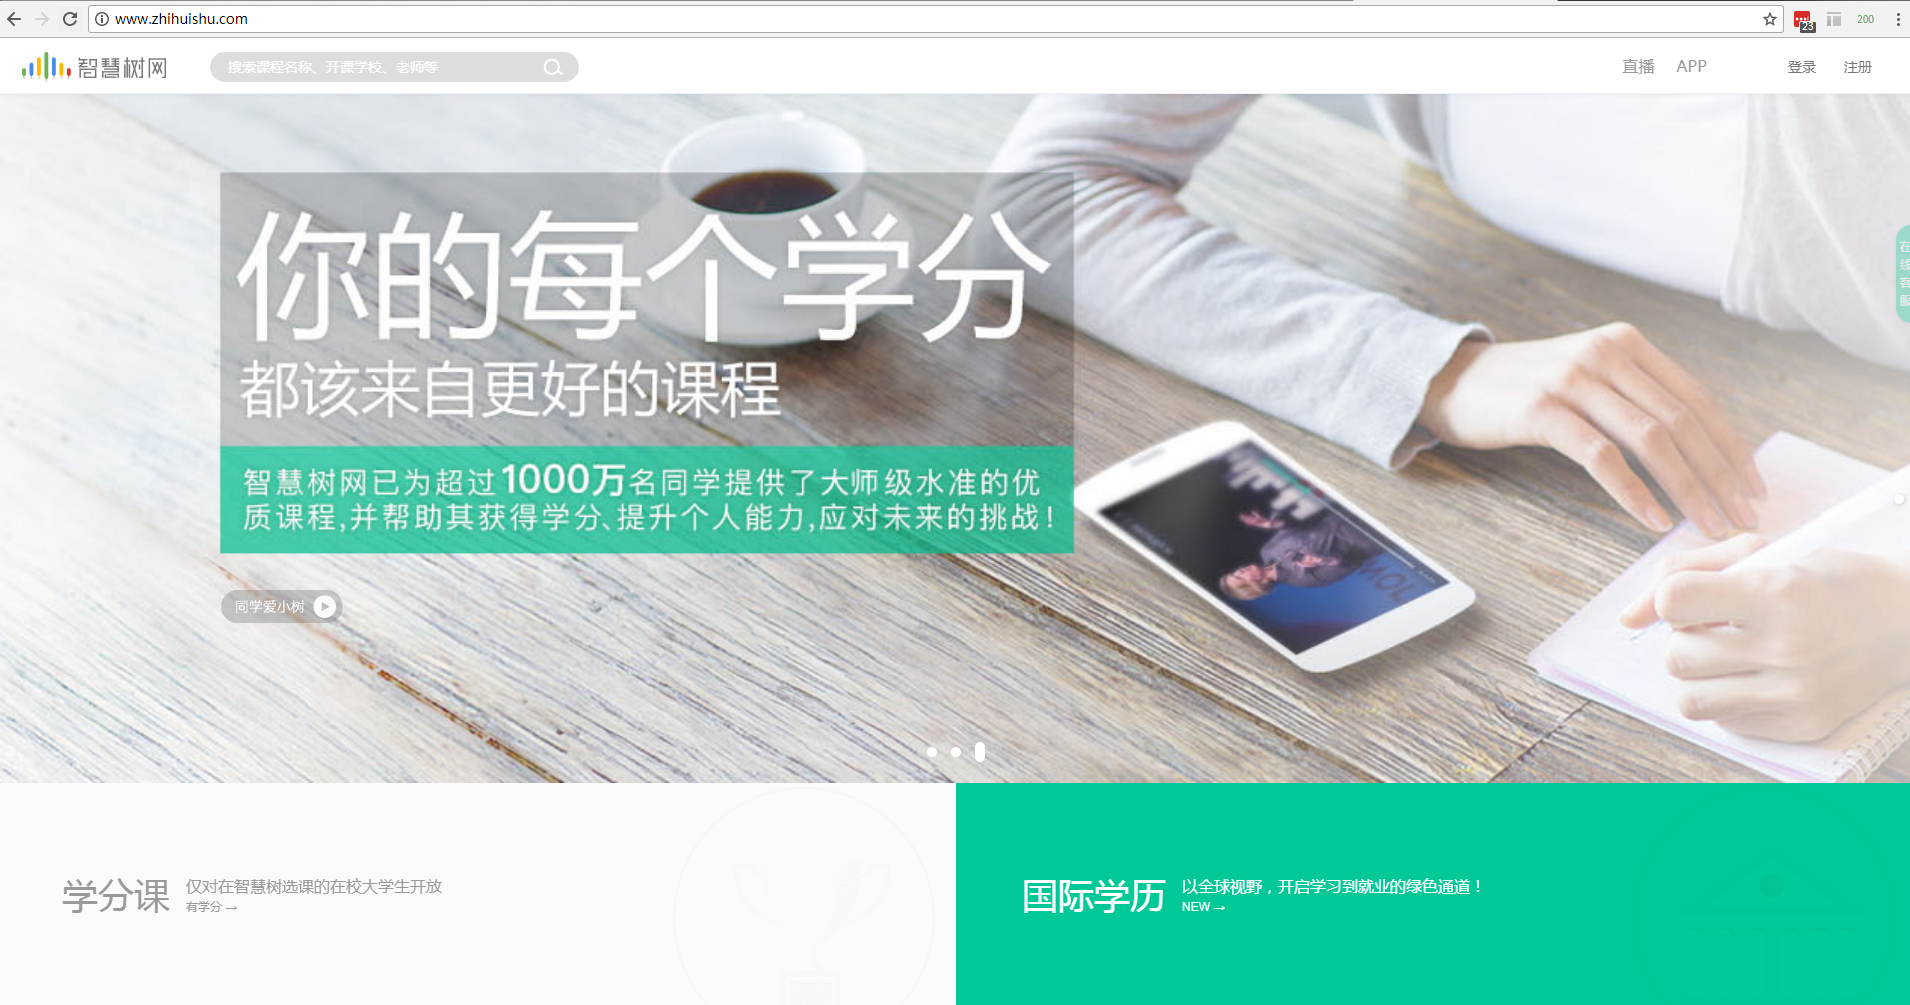 www.zhihuishu.com
23
200
智慧树网
搜索课程名称、开课学校、老师等
直播
APP
登录
注册
你的每个学分
都该来自更好的课程
智慧树网已为超过1000万名同学提供了大师级水准的优
质课程,并帮助其获得学分、提升个人能力,应对未来的挑战!
同学爱小树
在
线
客
服
学分课
仅对在智慧树选课的在校大学生开放
有学分→
国际学历
以全球视野，开启学习到就业的绿色通道！
NEW→